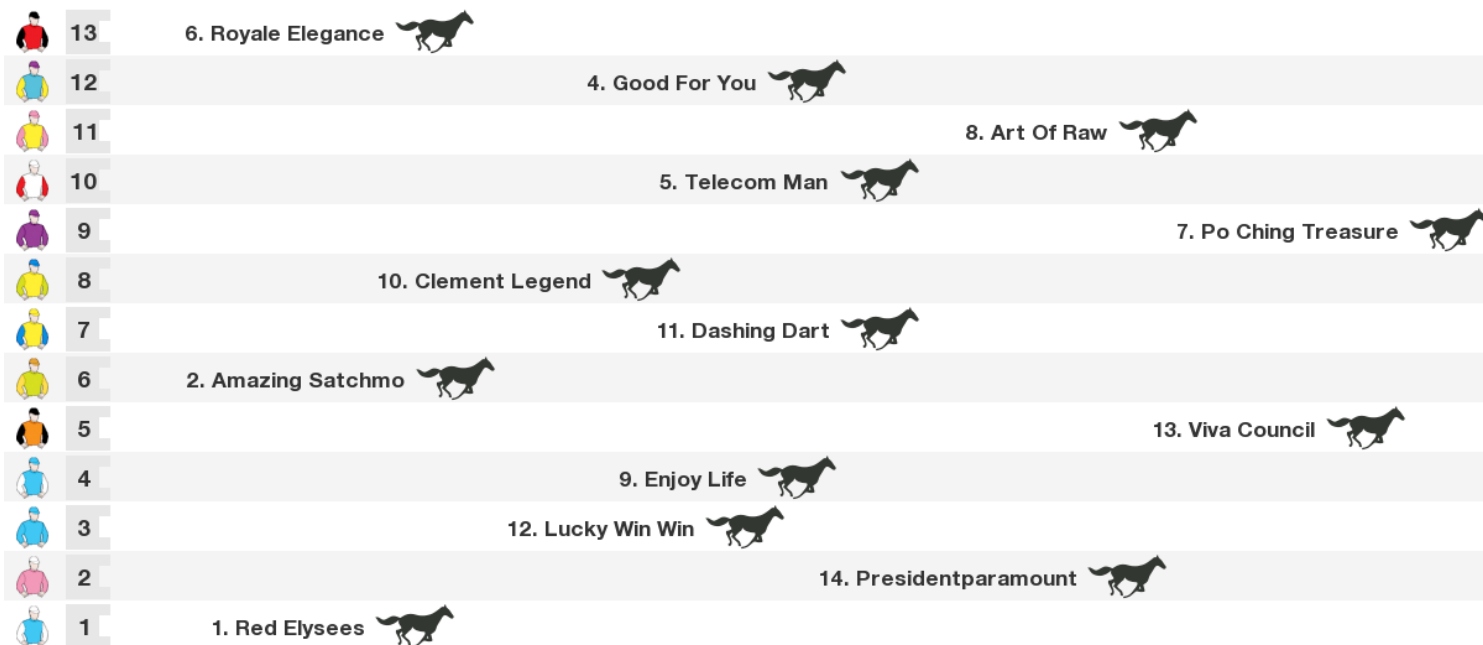 13 6. Royale Elegance
12 4. Good For You
11 8. Art Of Raw
10 5. Telecom Man
9 7. Po Ching Treasure
8 10. Clement Legend
7 11. Dashing Dart
6 2. Amazing Satchmo
5 13. Viva Council
4 9. Enjoy Life
3 12. Lucky Win Win
2 14. Presidentparamount
1 1. Red Elysees